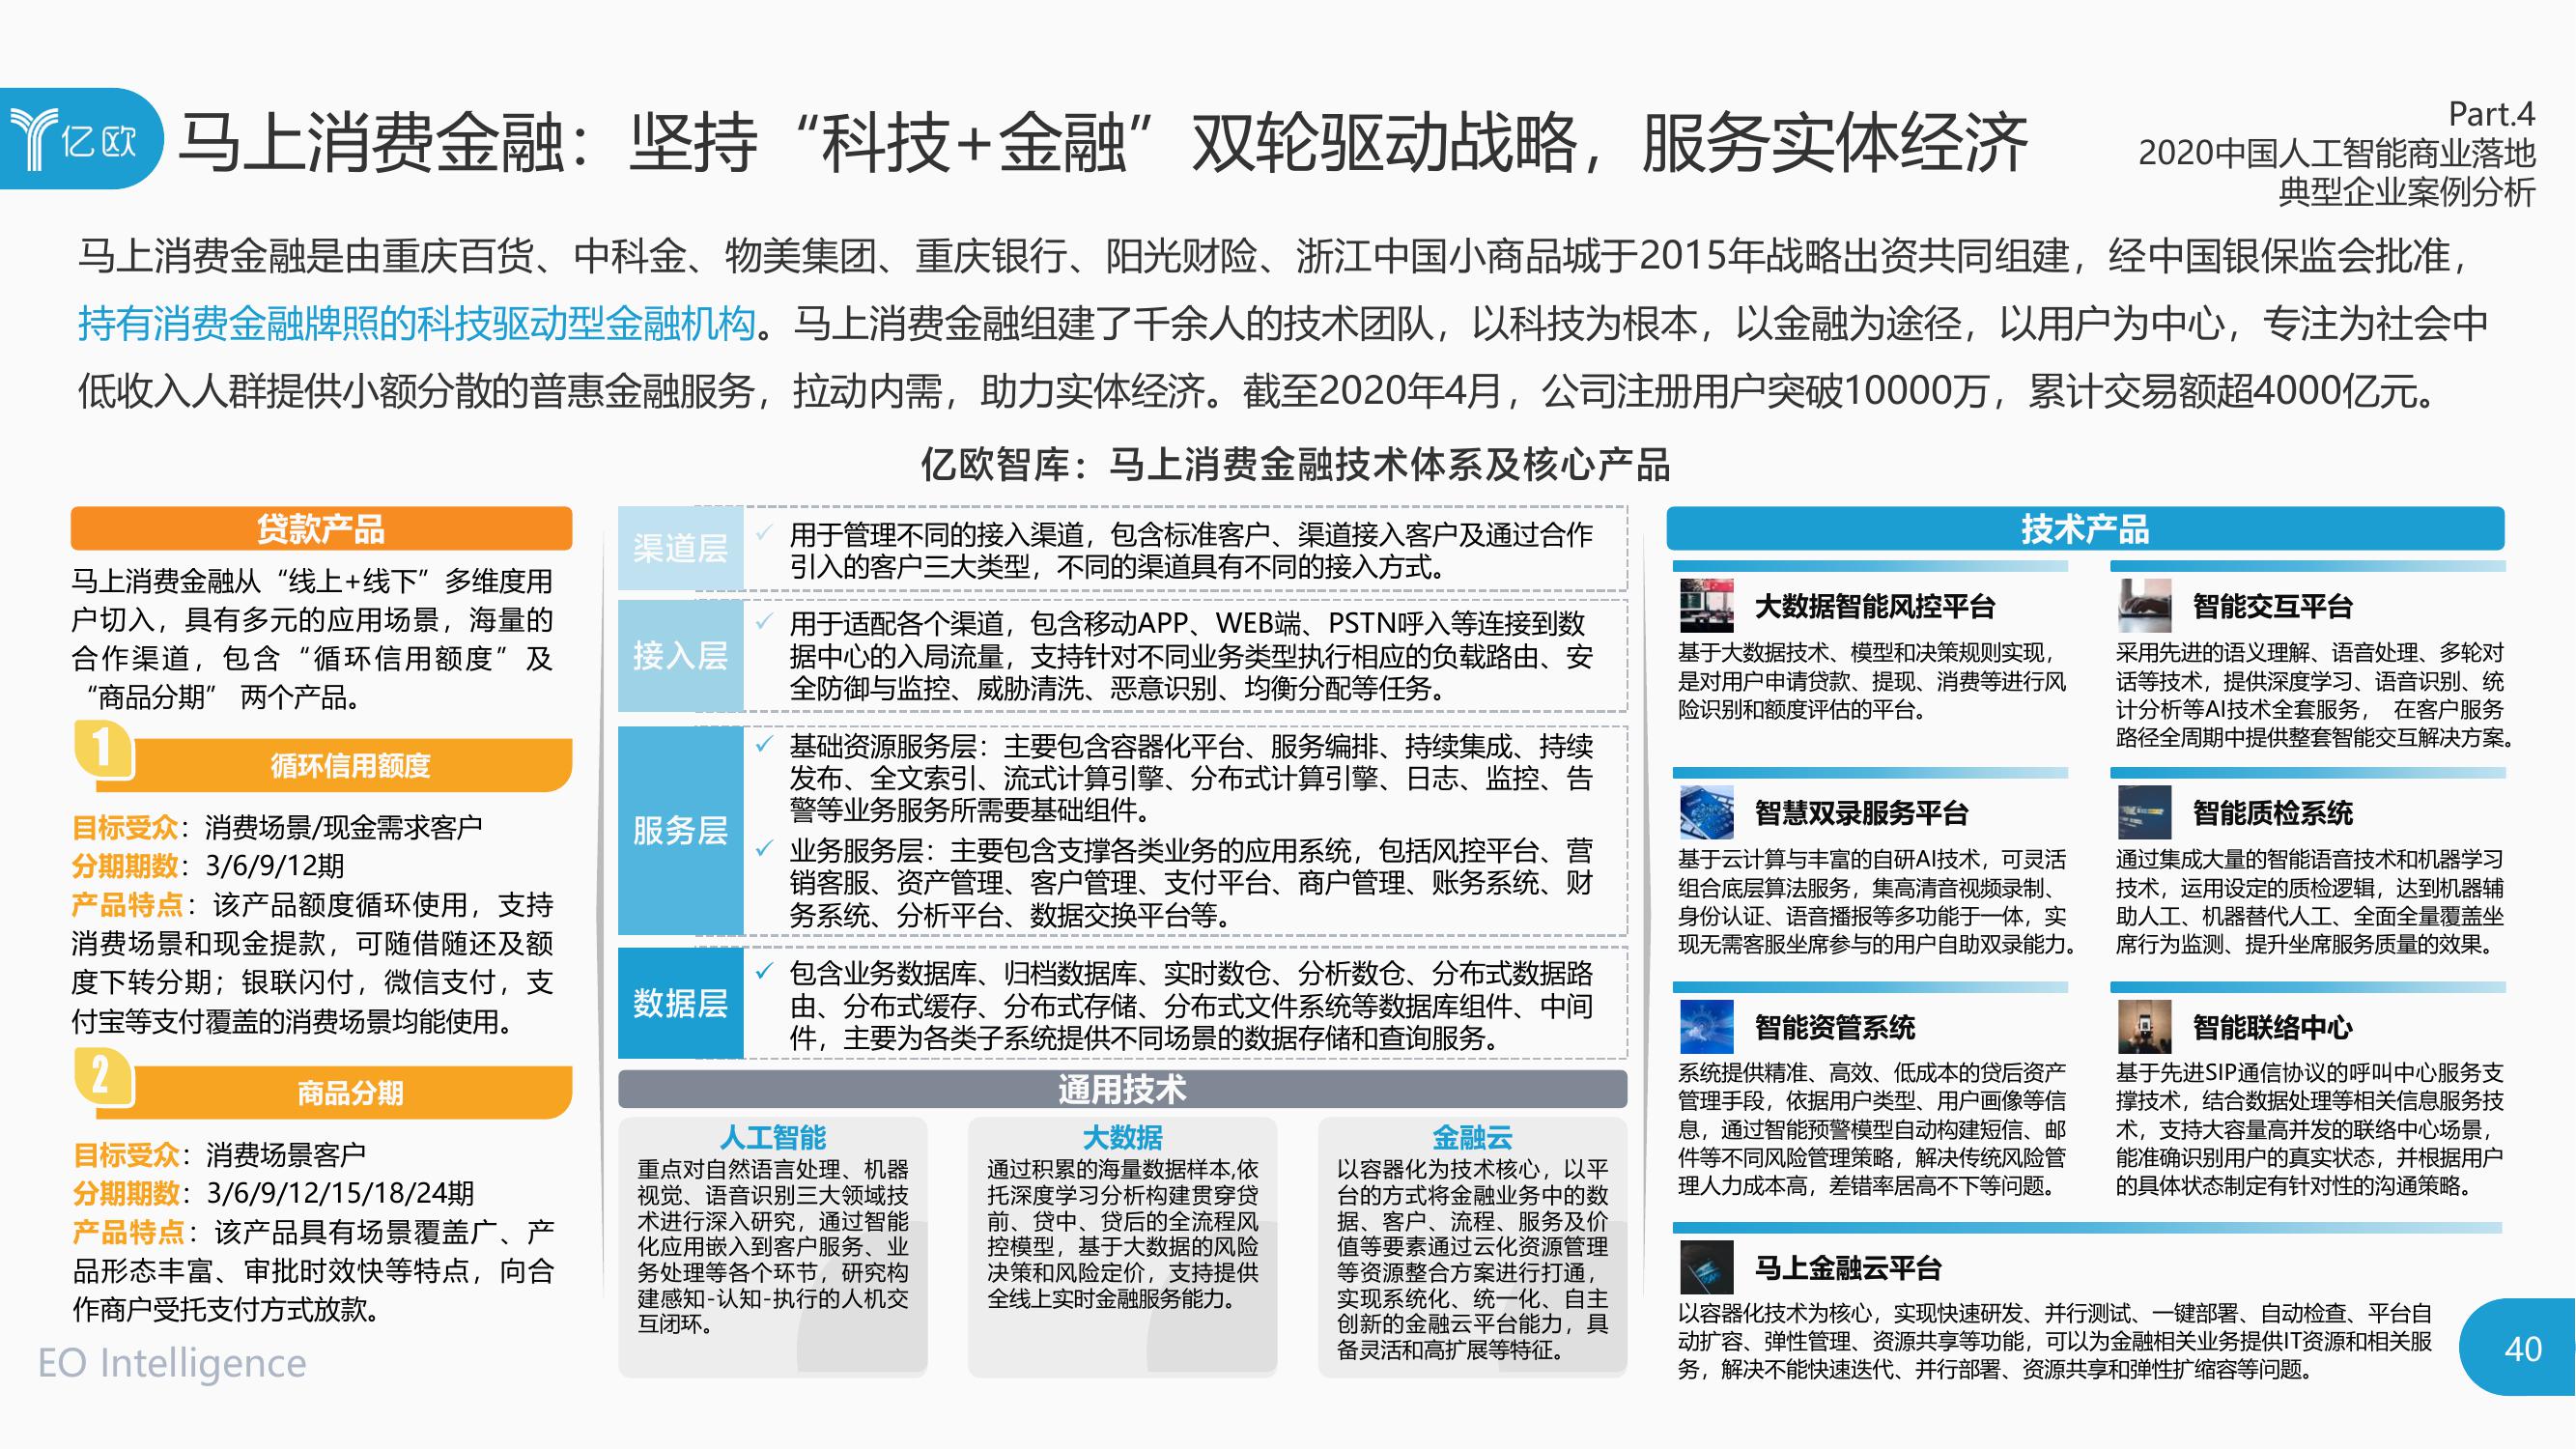 亿欧
马上消费金融：坚持“科技+金融”双轮驱动战略，服务实体经济
Part.4
2020中国人工智能商业落地
典型企业案例分析
马上消费金融是由重庆百货、中科金、物美集团、重庆银行、阳光财险、浙江中国小商品城于2015年战略出资共同组建，经中国银保监会批准，
持有消费金融牌照的科技驱动型金融机构。马上消费金融组建了千余人的技术团队，以科技为根本，以金融为途径，以用户为中心，专注为社会中
低收入人群提供小额分散的普惠金融服务，拉动内需，助力实体经济。截至2020年4月，公司注册用户突破10000万，累计交易额超4000亿元。
亿欧智库：马上消费金融技术体系及核心产品
贷款产品
马上消费金融从“线上+线下”多维度用
户切入，具有多元的应用场景，海量的
合作渠道，包含“循环信用额度”及
“商品分期” 两个产品。
1
循环信用额度
目标受众：消费场景/现金需求客户
分期期数：3/6/9/12期
产品特点：该产品额度循环使用，支持
消费场景和现金提款，可随借随还及额
度下转分期；银联闪付，微信支付，支
付宝等支付覆盖的消费场景均能使用。
2
商品分期
目标受众：消费场景客户
分期期数：3/6/9/12/15/18/24期
产品特点：该产品具有场景覆盖广、产
品形态丰富、审批时效快等特点，向合
作商户受托支付方式放款。
渠道层
✓ 用于管理不同的接入渠道，包含标准客户、渠道接入客户及通过合作
引入的客户三大类型，不同的渠道具有不同的接入方式。
接入层
✓ 用于适配各个渠道，包含移动APP、WEB端、PSTN呼入等连接到数
据中心的入局流量，支持针对不同业务类型执行相应的负载路由、安
全防御与监控、威胁清洗、恶意识别、均衡分配等任务。
服务层
✓ 基础资源服务层：主要包含容器化平台、服务编排、持续集成、持续
发布、全文索引、流式计算引擎、分布式计算引擎、日志、监控、告
警等业务服务所需要基础组件。
✓ 业务服务层：主要包含支撑各类业务的应用系统，包括风控平台、营
销客服、资产管理、客户管理、支付平台、商户管理、账务系统、财
务系统、分析平台、数据交换平台等。
数据层
✓ 包含业务数据库、归档数据库、实时数仓、分析数仓、分布式数据路
由、分布式缓存、分布式存储、分布式文件系统等数据库组件、中间
件，主要为各类子系统提供不同场景的数据存储和查询服务。
通用技术
人工智能
重点对自然语言处理、机器
视觉、语音识别三大领域技
术进行深入研究，通过智能
化应用嵌入到客户服务、业
务处理等各个环节，研究构
建感知-认知-执行的人机交
互闭环。
大数据
通过积累的海量数据样本,依
托深度学习分析构建贯穿贷
前、贷中、贷后的全流程风
控模型，基于大数据的风险
决策和风险定价，支持提供
全线上实时金融服务能力。
金融云
以容器化为技术核心，以平
台的方式将金融业务中的数
据、客户、流程、服务及价
值等要素通过云化资源管理
等资源整合方案进行打通，
实现系统化、统一化、自主
创新的金融云平台能力，具
备灵活和高扩展等特征。
技术产品
大数据智能风控平台
基于大数据技术、模型和决策规则实现，
是对用户申请贷款、提现、消费等进行风
险识别和额度评估的平台。
智能交互平台
采用先进的语义理解、语音处理、多轮对
话等技术，提供深度学习、语音识别、统
计分析等AI技术全套服务， 在客户服务
路径全周期中提供整套智能交互解决方案。
智慧双录服务平台
基于云计算与丰富的自研AI技术，可灵活
组合底层算法服务，集高清音视频录制、
身份认证、语音播报等多功能于一体，实
现无需客服坐席参与的用户自助双录能力。
智能质检系统
通过集成大量的智能语音技术和机器学习
技术，运用设定的质检逻辑，达到机器辅
助人工、机器替代人工、全面全量覆盖坐
席行为监测、提升坐席服务质量的效果。
智能资管系统
系统提供精准、高效、低成本的贷后资产
管理手段，依据用户类型、用户画像等信
息，通过智能预警模型自动构建短信、邮
件等不同风险管理策略，解决传统风险管
理人力成本高，差错率居高不下等问题。
智能联络中心
基于先进SIP通信协议的呼叫中心服务支
撑技术，结合数据处理等相关信息服务技
术，支持大容量高并发的联络中心场景，
能准确识别用户的真实状态，并根据用户
的具体状态制定有针对性的沟通策略。
马上金融云平台
以容器化技术为核心，实现快速研发、并行测试、一键部署、自动检查、平台自
动扩容、弹性管理、资源共享等功能，可以为金融相关业务提供IT资源和相关服
务，解决不能快速迭代、并行部署、资源共享和弹性扩缩容等问题。
EO Intelligence
40